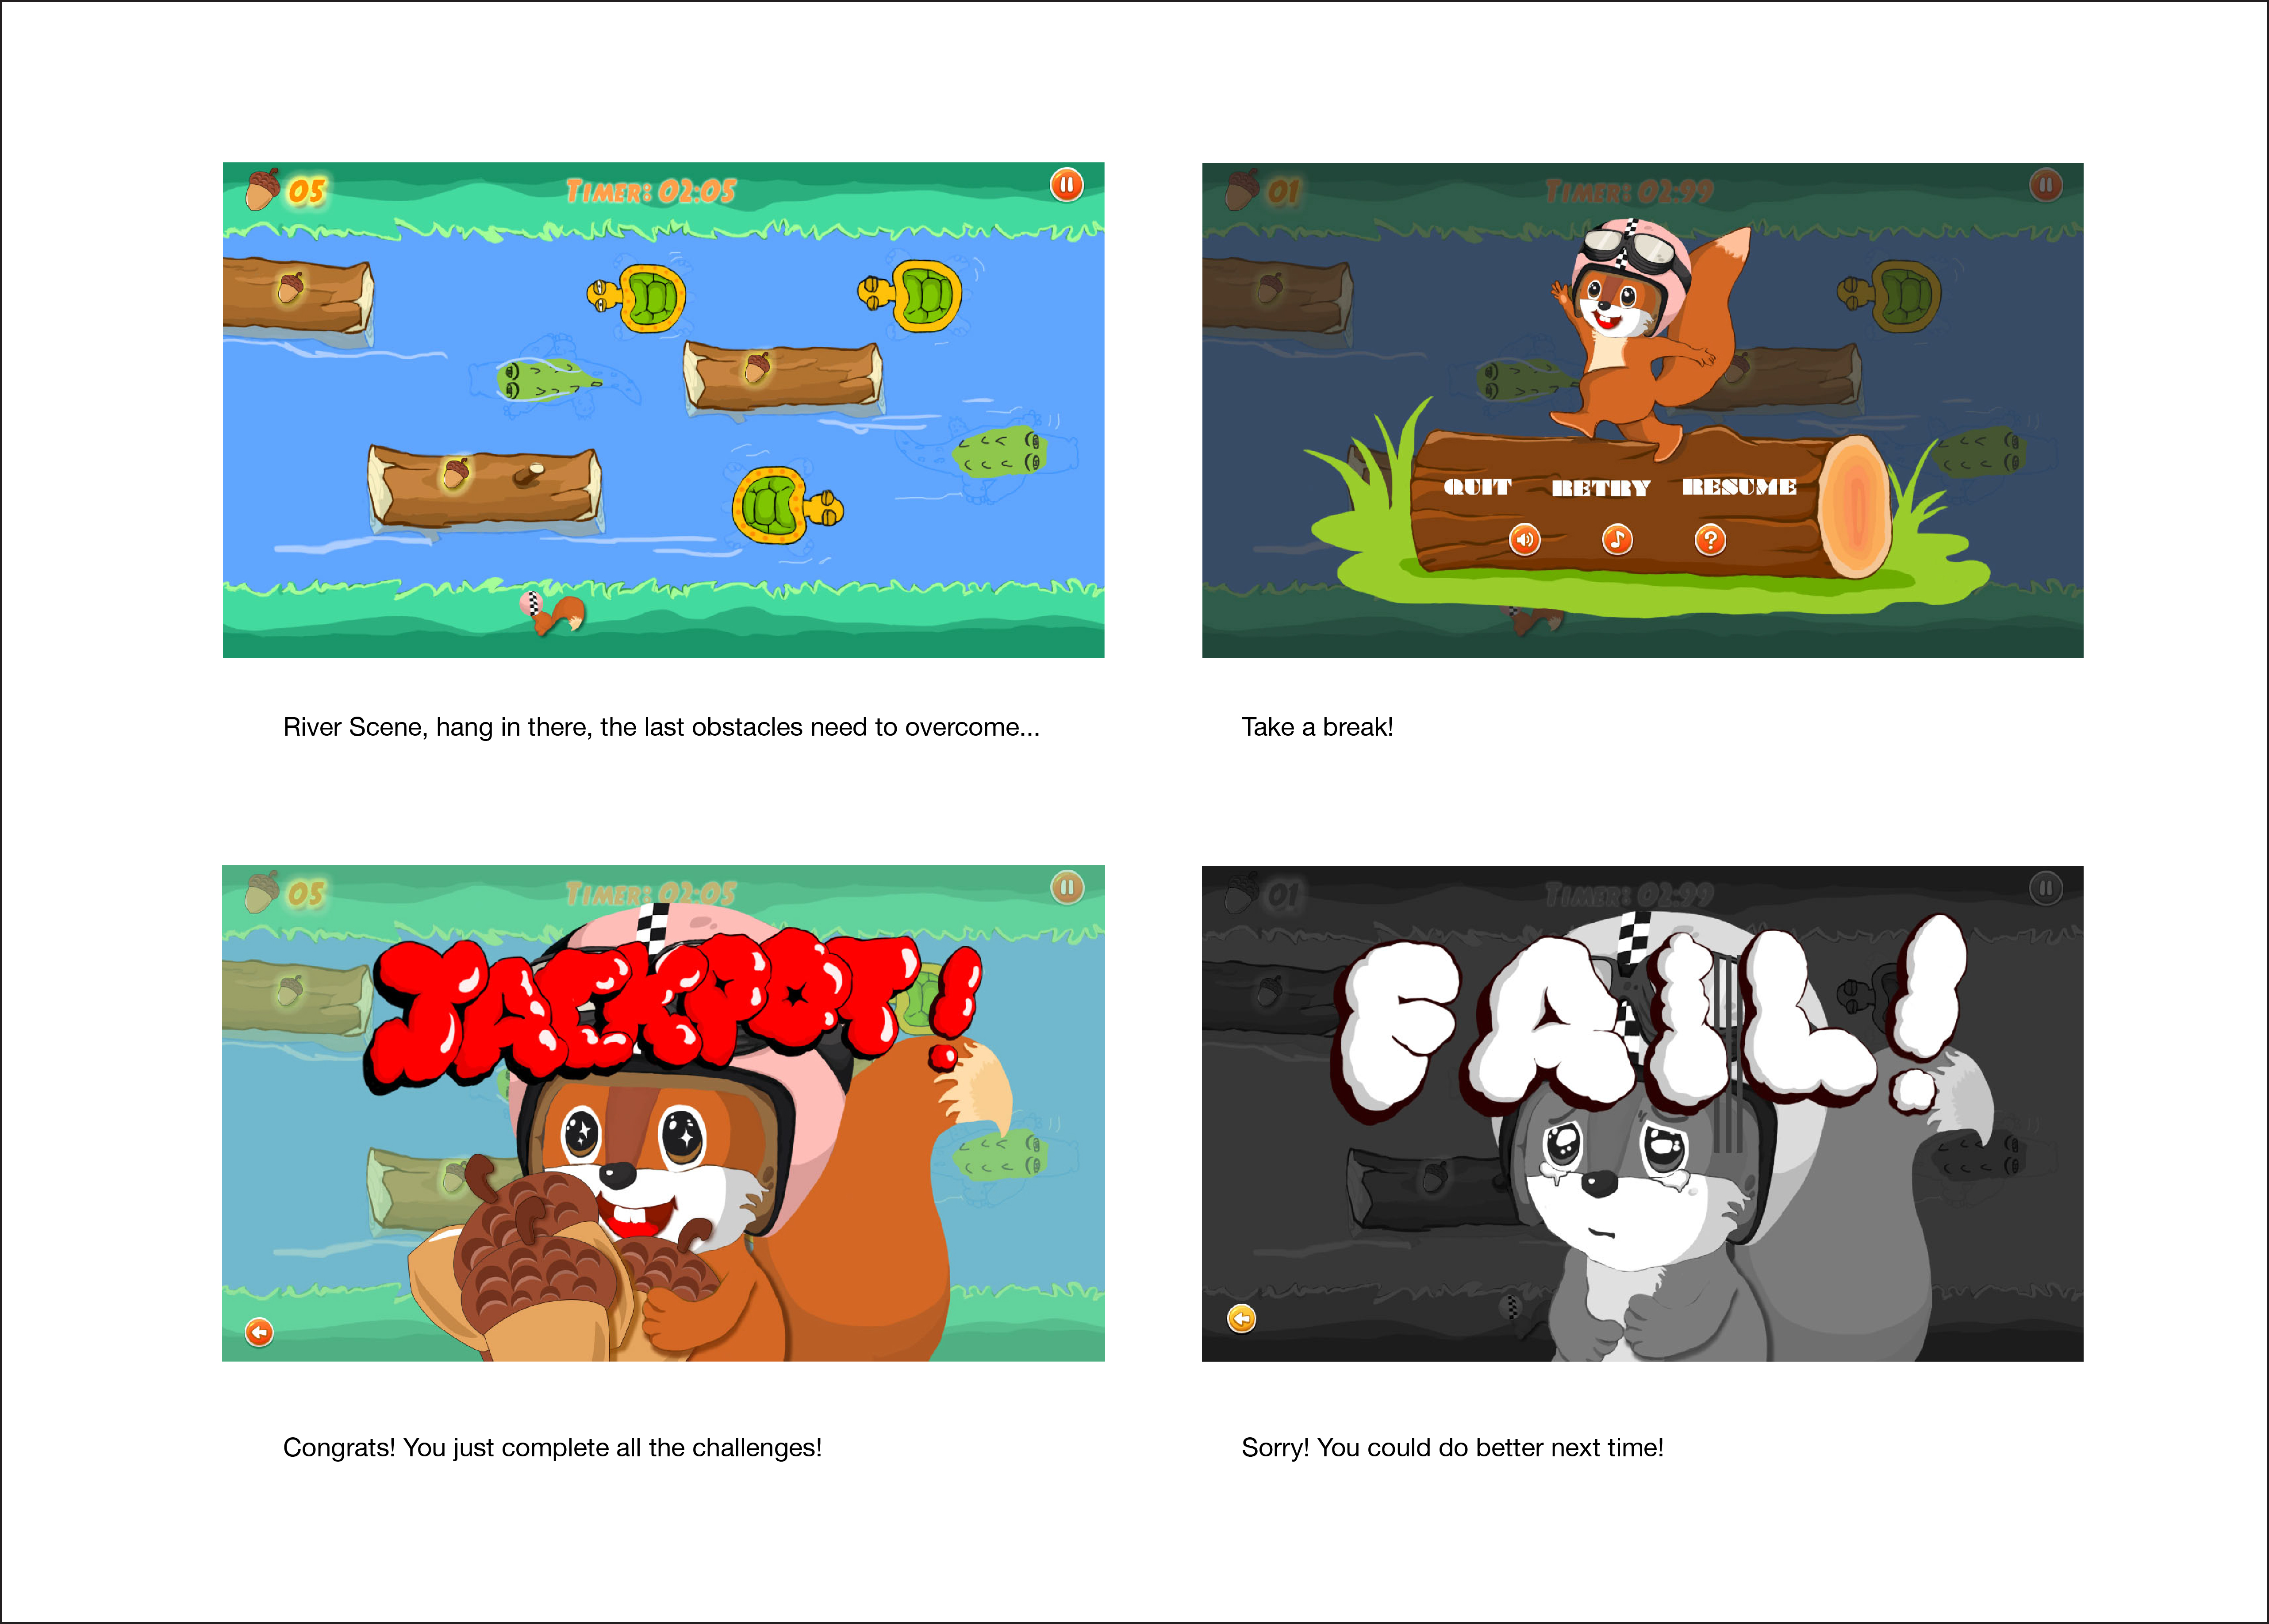 05
TIMER: 02:05
01
TIMER: 02:99
QUIT RETRY RESUME
?
River Scene, hang in there, the last obstacles need to overcome...
Take a break!
05
TIMER: 02:05
JACKPOT!
01
TIMER: 02:99
FAIL!
Congrats! You just complete all the challenges!
Sorry! You could do better next time!